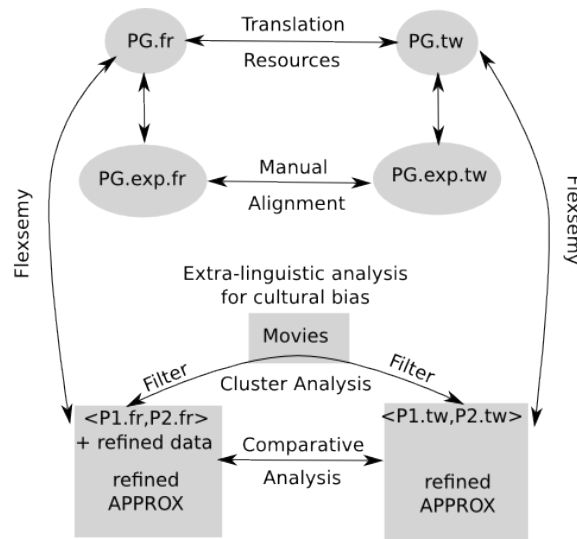 Translation
PG.fr
PG.tw
Resources
PG.exp.fr
Manual
PG.exp.tw
Alignment
Flexsemy
Flexsemy
Extra-linguistic analysis
for cultural bias
Movies
Filter
Filter
Cluster Analysis
<P1.fr,P2.fr>
+ refined data
refined
APPROX
Comparative
Analysis
<P1.tw,P2.tw>
refined
APPROX